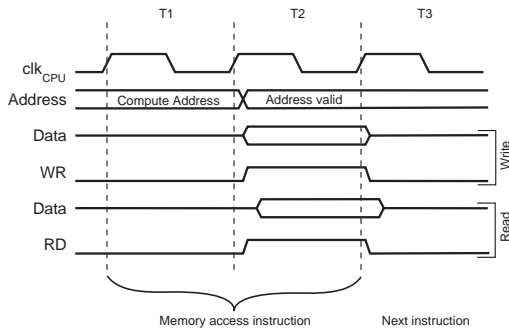 T1 T2 T3
clkCPU
Address Compute Address Address valid
Data
WR
Write
Data
RD
Read
Memory access instruction Next instruction